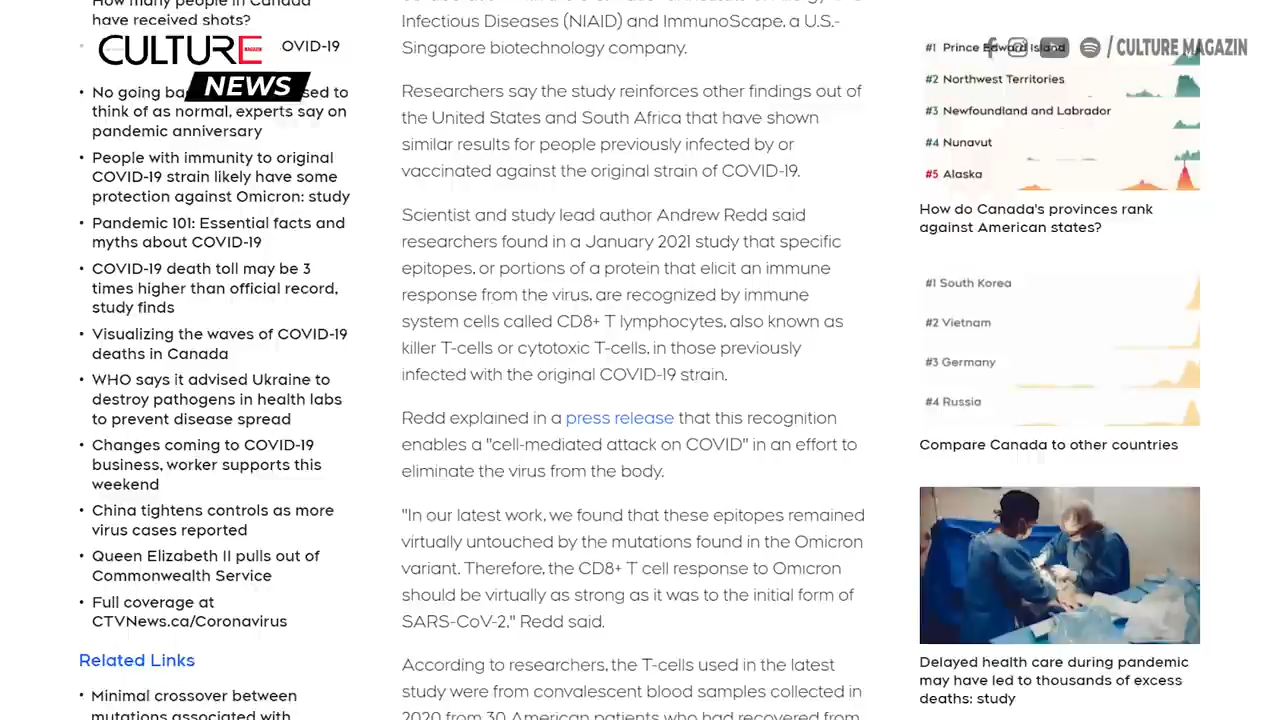 How many people in Canada
have received shots?
CULTURE
MAGAZIN
NEWS
OVID-19
No going ba
sed to
think of as normal, experts say on
pandemic anniversary
People with immunity to original
COVID-19 strain likely have some
protection against Omicron: study
Pandemic 101: Essential facts and
myths about COVID-19
COVID-19 death toll may be 3
times higher than official record,
study finds
Visualizing the waves of COVID-19
deaths in Canada
WHO says it advised Ukraine to
destroy pathogens in health labs
to prevent disease spread
Changes coming to COVID-19
business, worker supports this
weekend
China tightens controls as more
virus cases reported
Queen Elizabeth II pulls out of
Commonwealth Service
Full coverage at
CTVNews.ca/Coronavirus
Related Links
Minimal crossover between
mutations associated with
Infectious Diseases (NIAID) and ImmunoScape, a U.S.-
Singapore biotechnology company.
Researchers say the study reinforces other findings out of
the United States and South Africa that have shown
similar results for people previously infected by or
vaccinated against the original strain of COVID-19.
Scientist and study lead author Andrew Redd said
researchers found in a January 2021 study that specific
epitopes, or portions of a protein that elicit an immune
response from the virus, are recognized by immune
system cells called CD8+ T lymphocytes, also known as
killer T-cells or cytotoxic T-cells, in those previously
infected with the original COVID-19 strain.
Redd explained in a press release that this recognition
enables a "cell-mediated attack on COVID" in an effort to
eliminate the virus from the body.
"In our latest work, we found that these epitopes remained
virtually untouched by the mutations found in the Omicron
variant. Therefore, the CD8+ T cell response to Omicron
should be virtually as strong as it was to the initial form of
SARS-CoV-2," Redd said.
According to researchers, the T-cells used in the latest
study were from convalescent blood samples collected in
2020 from 30 American patients who had recovered from
/ CULTURE MAGAZIN
#1 Prince Edward Island
#2 Northwest Territories
#3 Newfoundland and Labrador
#4 Nunavut
#5 Alaska
How do Canada's provinces rank
against American states?
#1 South Korea
#2 Vietnam
#3 Germany
#4 Russia
Compare Canada to other countries
Delayed health care during pandemic
may have led to thousands of excess
deaths: study